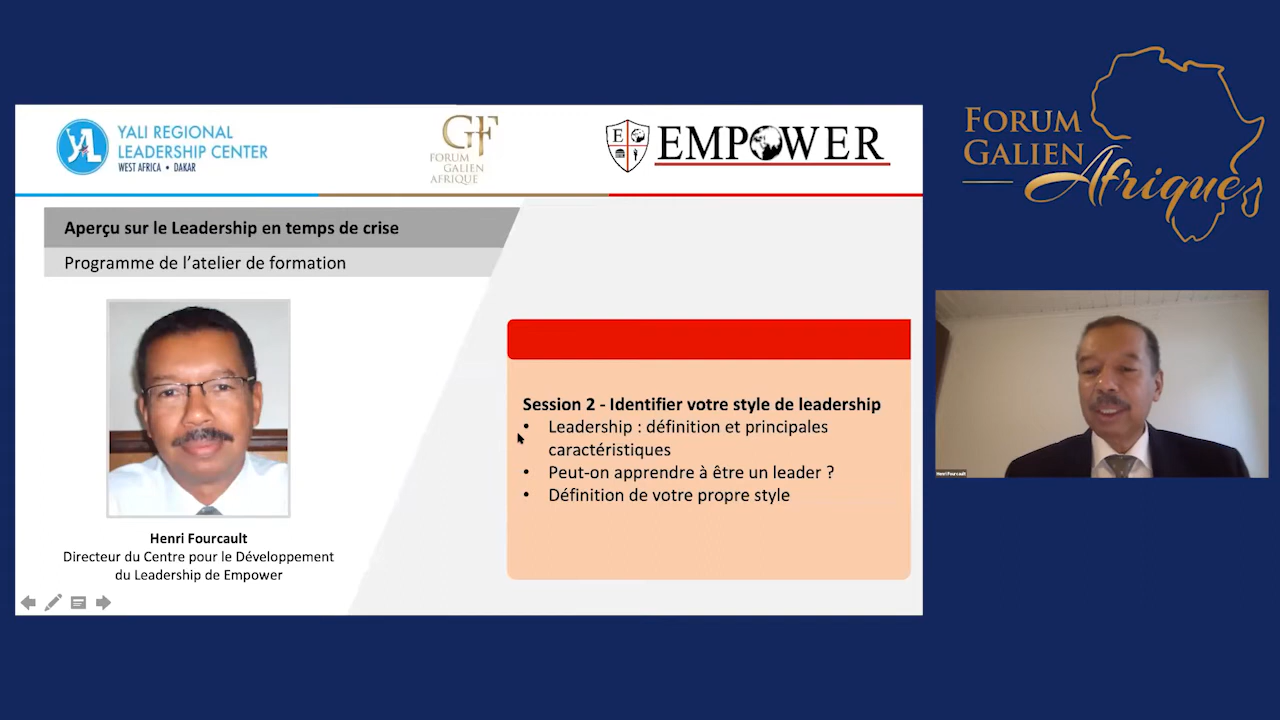 YALI REGIONAL
LEADERSHIP CENTER
WEST AFRICA • DAKAR
GF
FORUM
GALIEN
AFRIQUE
E
EMPOWER
FORUM
GALIEN
Afrique
Aperçu sur le Leadership en temps de crise
Programme de l'atelier de formation
Session 2 - Identifier votre style de leadership
• Leadership : définition et principales
caractéristiques
• Peut-on apprendre à être un leader ?
• Définition de votre propre style
Henri Fourcault
Directeur du Centre pour le Développement
du Leadership de Empower
Henri Fourcault